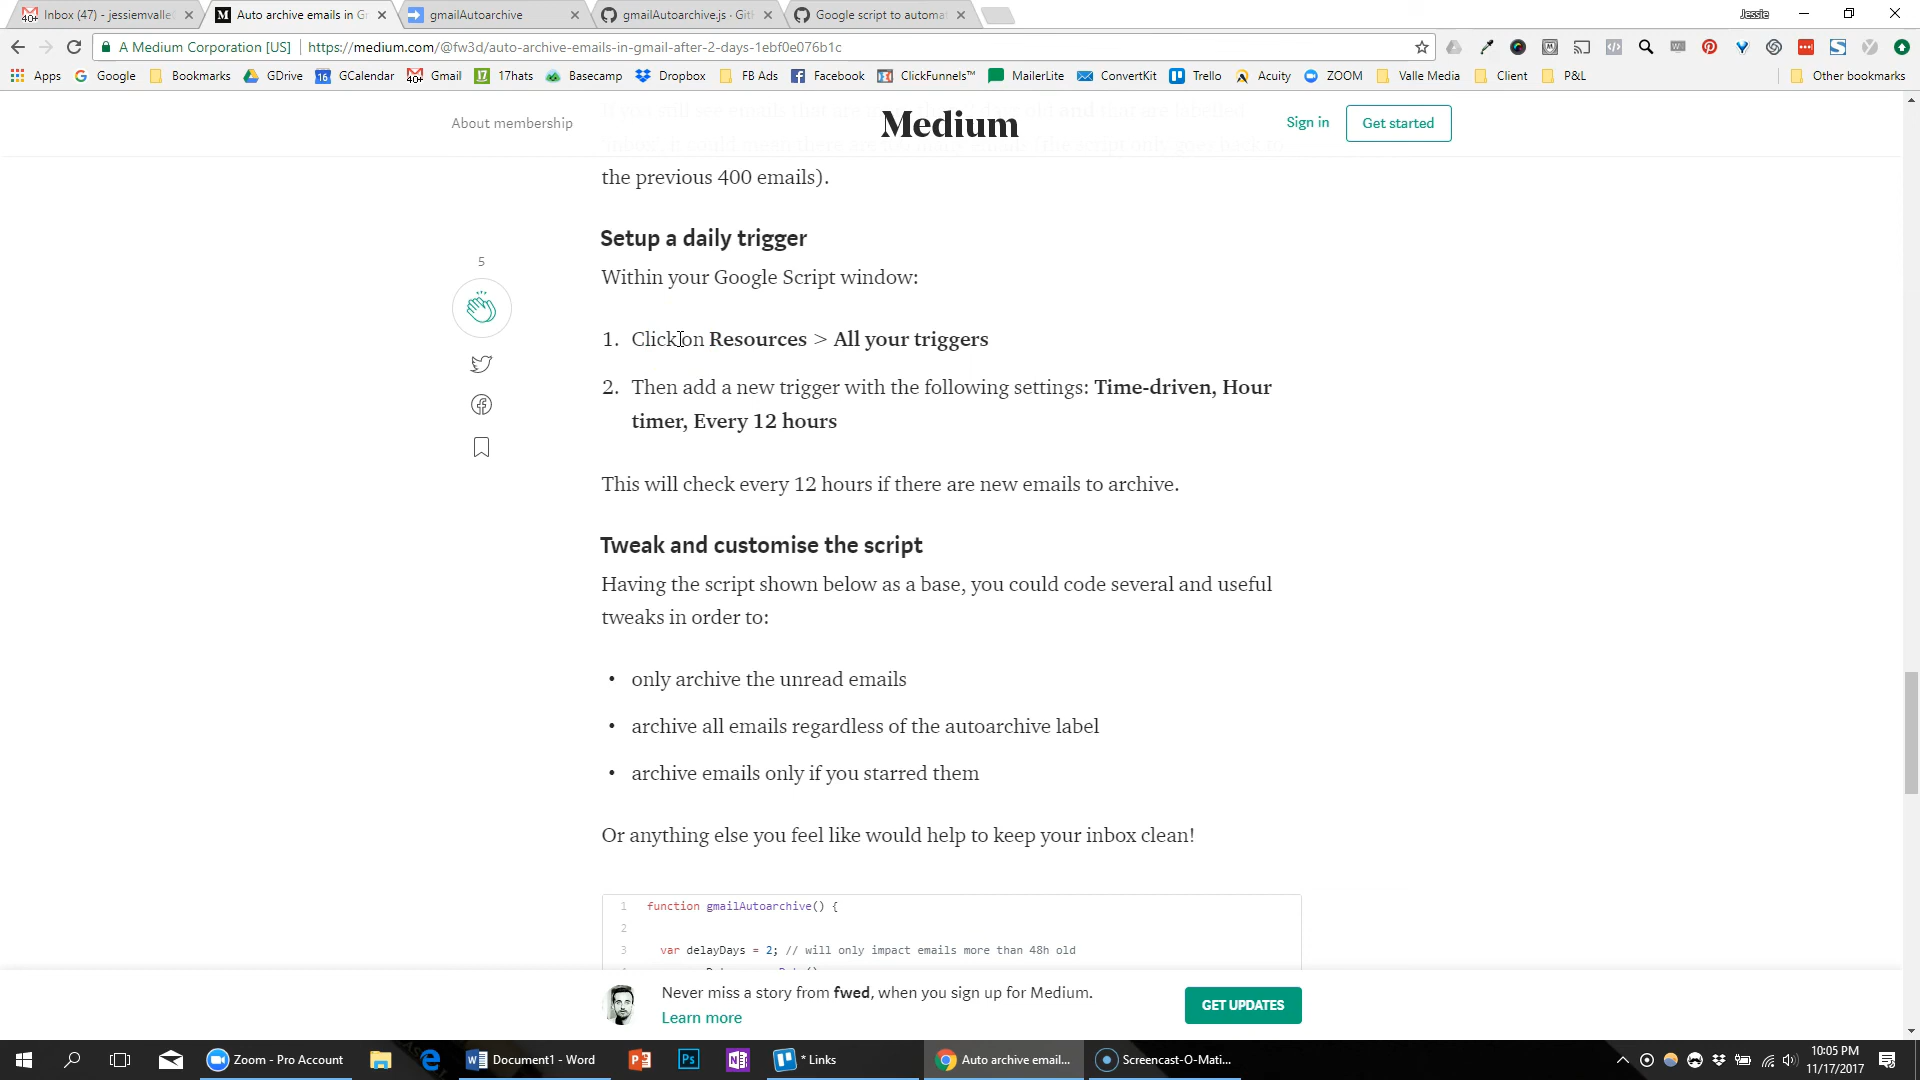 Inbox (47) - jessiemvalle
Auto archive emails in G
gmailAutoarchive
gmailAutoarchive.js · Git
Google script to automa
Jessie
A Medium Corporation [US]
https://medium.com/@fw3d/auto-archive-emails-in-gmail-after-2-days-1ebf0e076b1c
Apps
Google
Bookmarks
GDrive
GCalendar
Gmail
17hats
Basecamp
Dropbox
FB Ads
Facebook
ClickFunnels™
MailerLite
ConvertKit
Trello
Acuity
ZOOM
Valle Media
Client
P&L
Other bookmarks
About membership
Medium
Sign in
Get started
the previous 400 emails).
Setup a daily trigger
5
Within your Google Script window:
1. Click on Resources > All your triggers
2. Then add a new trigger with the following settings: Time-driven, Hour
timer, Every 12 hours
This will check every 12 hours if there are new emails to archive.
Tweak and customise the script
Having the script shown below as a base, you could code several and useful
tweaks in order to:
• only archive the unread emails
• archive all emails regardless of the autoarchive label
• archive emails only if you starred them
Or anything else you feel like would help to keep your inbox clean!
1 function gmailAutoarchive() {
2
3 var delayDays = 2; // will only impact emails more than 48h old
Never miss a story from fwed, when you sign up for Medium.
Learn more
GET UPDATES
Zoom - Pro Account
Document1 - Word
* Links
Auto archive email...
Screencast-O-Mati...
10:05 PM
11/17/2017